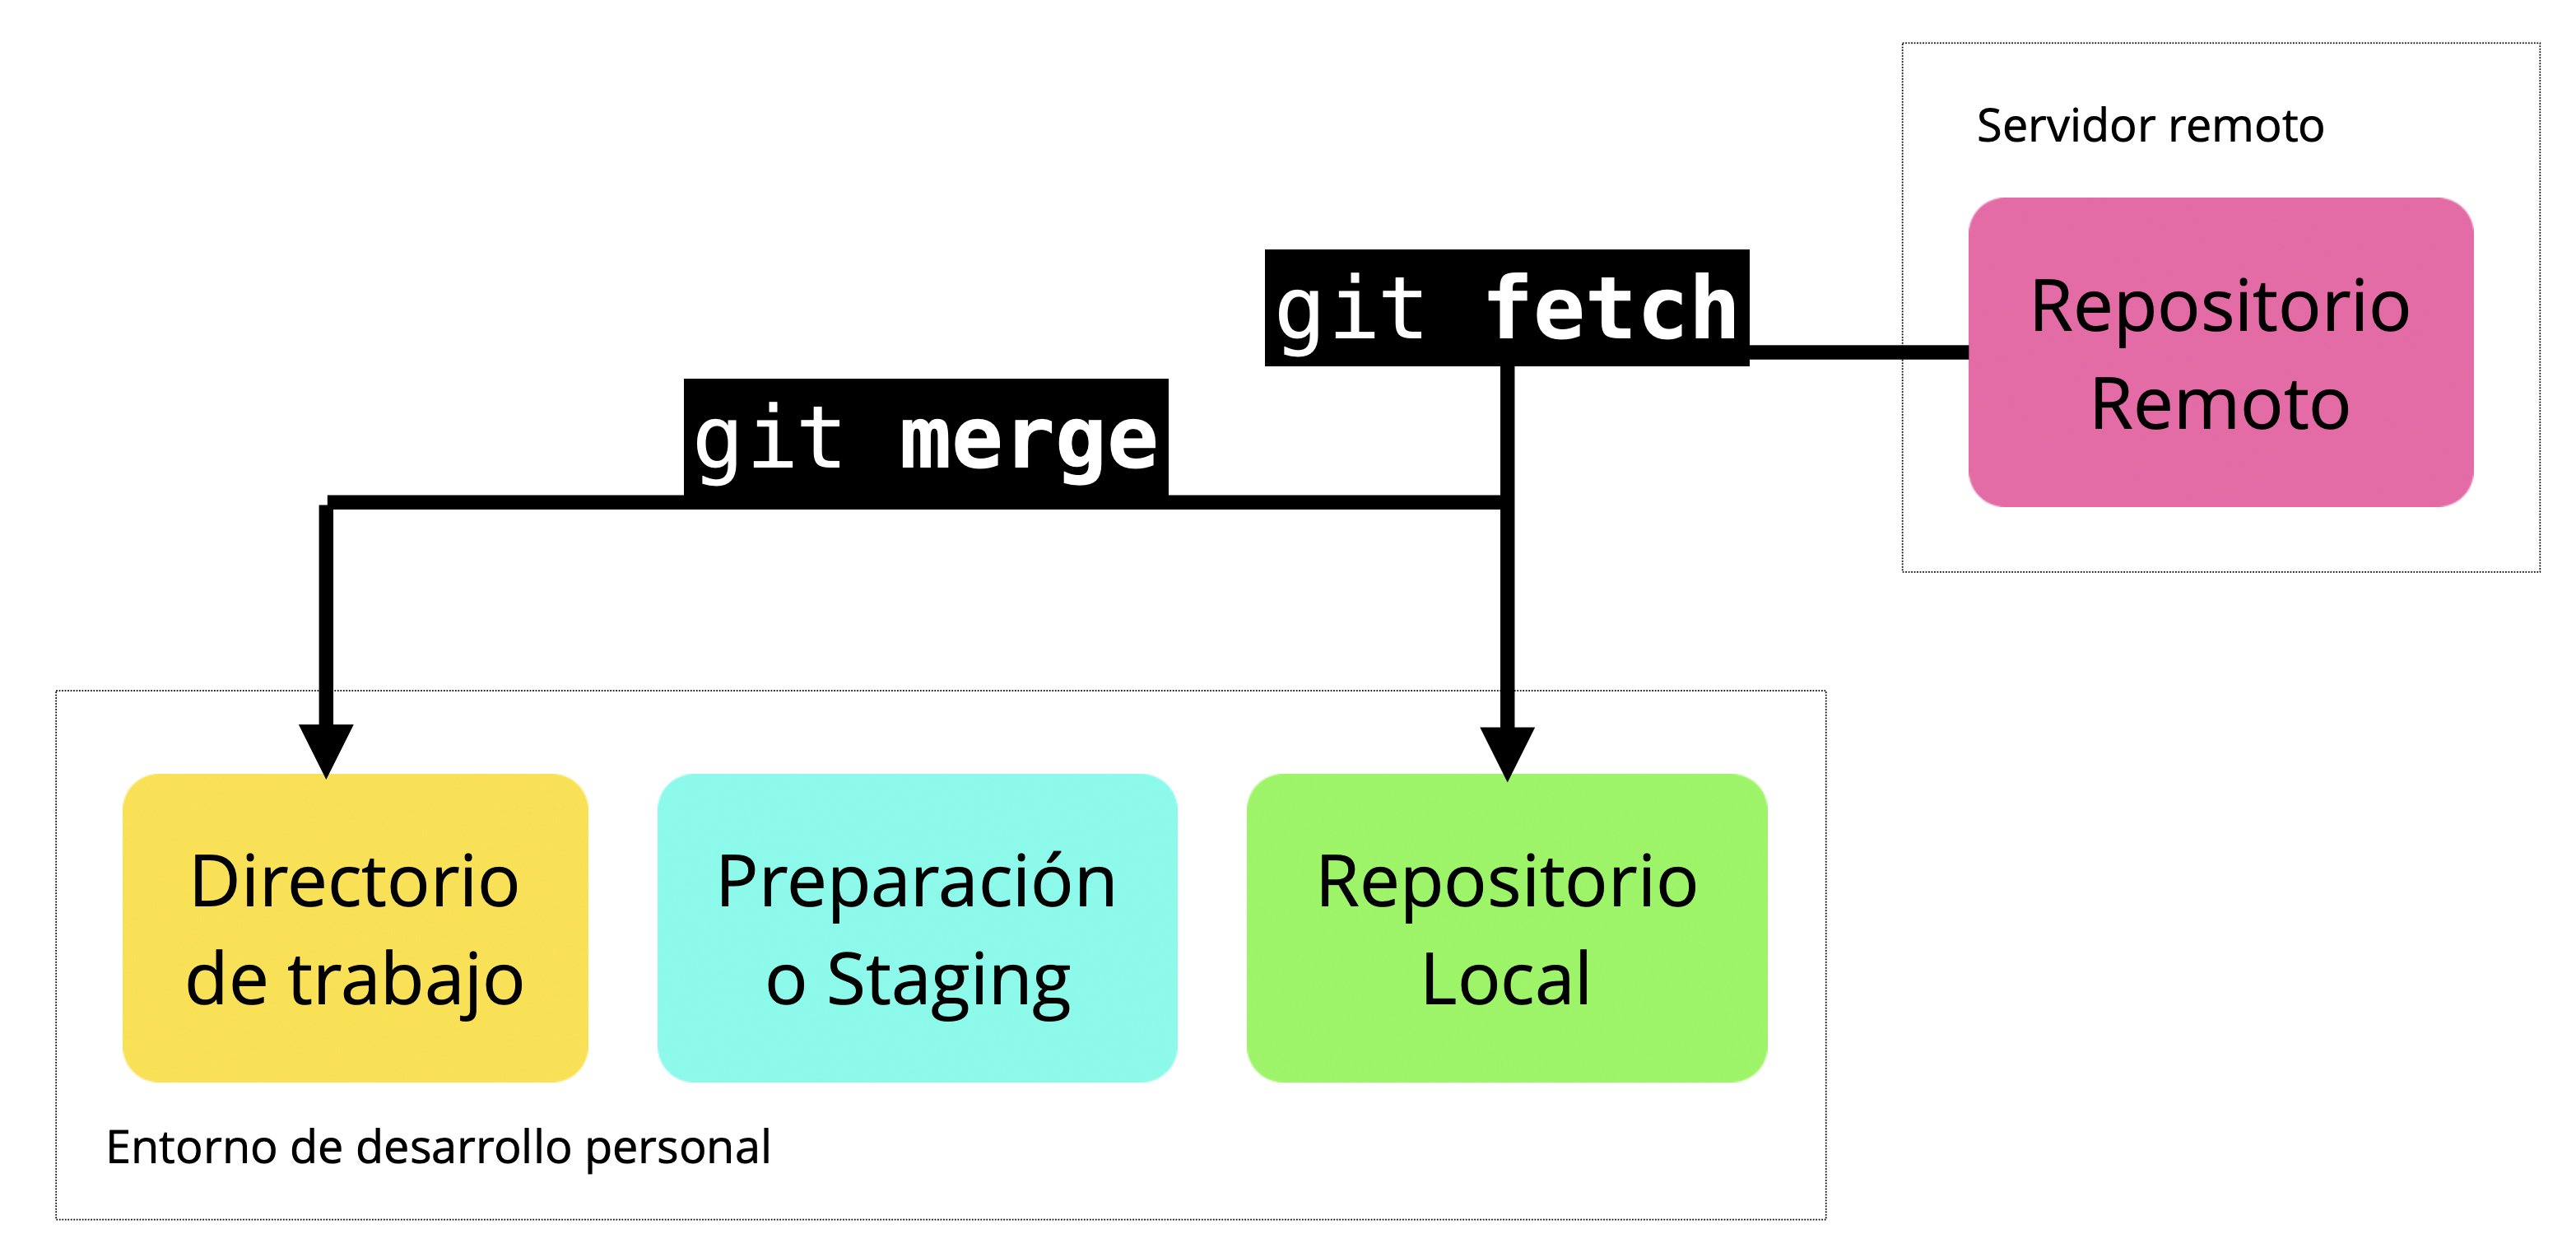 Servidor remoto
git fetch
Repositorio
Remoto
git merge
Directorio
de trabajo
Preparación
o Staging
Repositorio
Local
Entorno de desarrollo personal